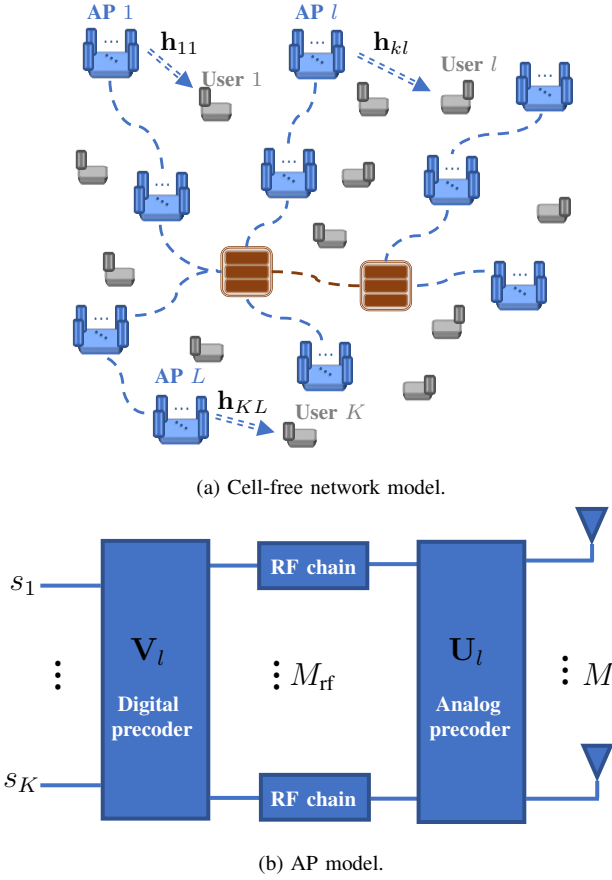 AP 1
h11
User 1
AP l
hkl
User l
AP L
hKL
User K
(a) Cell-free network model.
s1
sK
Vl
Digital
precoder
RF chain
Mrf
RF chain
Ul
Analog
precoder
M
(b) AP model.